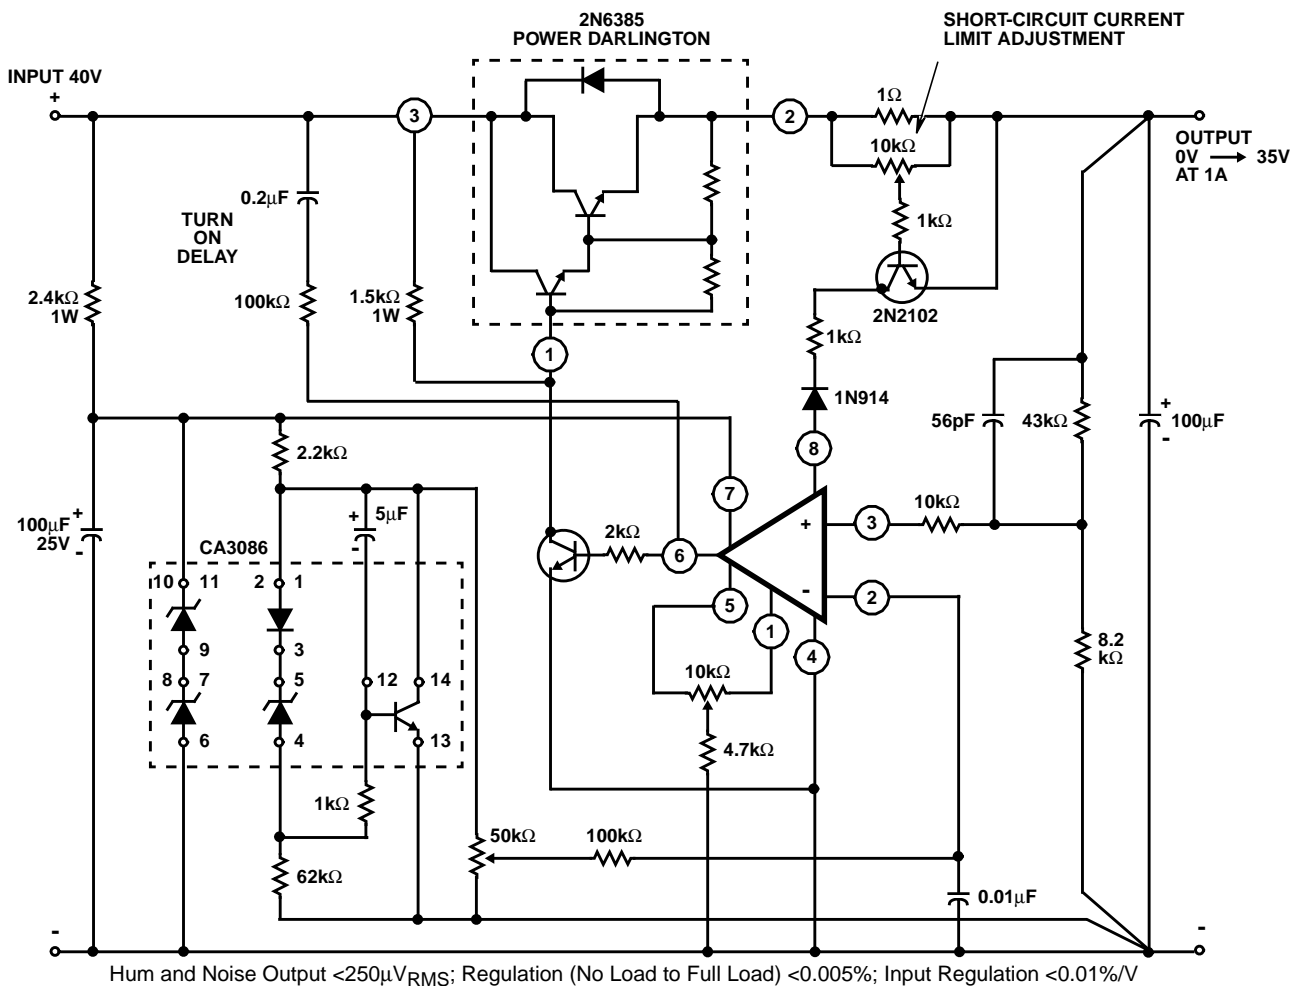 2N6385
POWER DARLINGTON
SHORT-CIRCUIT CURRENT
LIMIT ADJUSTMENT
INPUT 40V
+
3
2
1Ω
10kΩ
OUTPUT
0V → 35V
AT 1A
0.2μF
TURN
ON
DELAY
1kΩ
2.4kΩ
1W
100kΩ
1.5kΩ
1W
2N2102
1kΩ
1
1N914
56pF
43kΩ
+
100μF
-
2.2kΩ
8
7
+
5μF
-
10kΩ
3
+
100μF
25V
+
-
CA3086
2kΩ
6
-
2
5
1
4
10
11
2
1
9
3
8
7
5
12
14
6
4
13
10kΩ
8.2
kΩ
4.7kΩ
1kΩ
50kΩ
100kΩ
62kΩ
0.01μF
-
-
Hum and Noise Output <250μVRMS; Regulation (No Load to Full Load) <0.005%; Input Regulation <0.01%/V